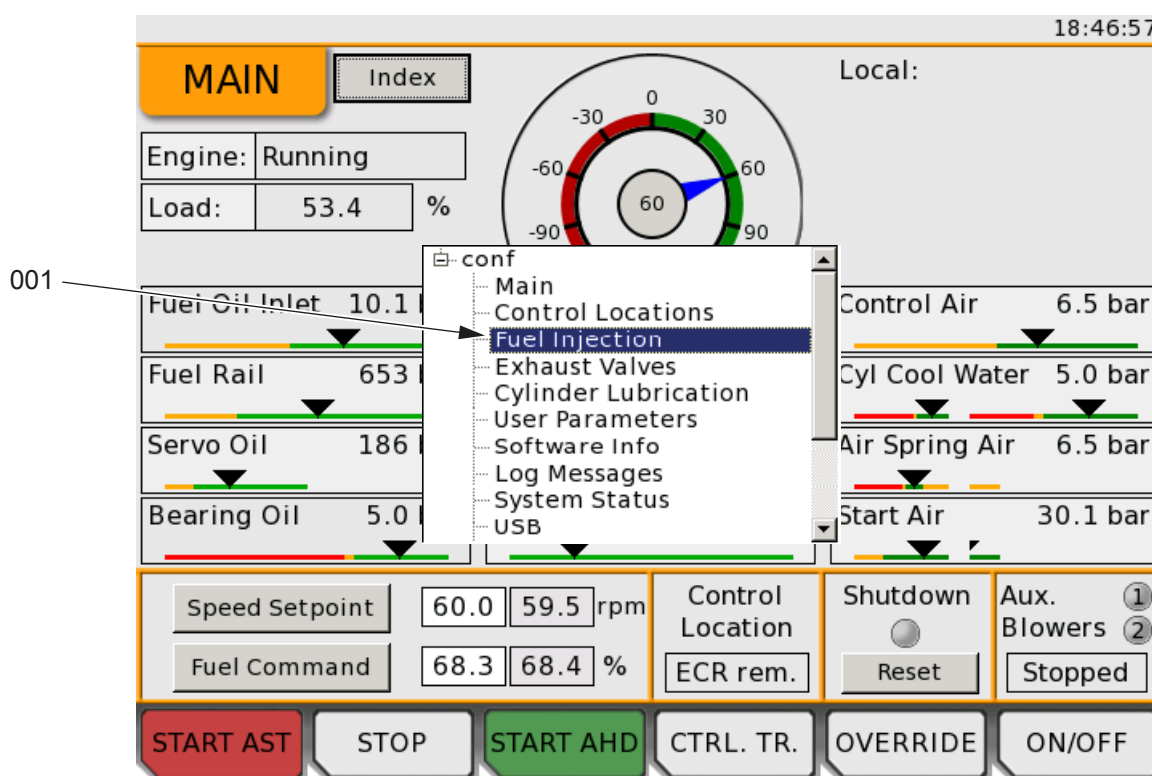 18:46:57
MAIN
Index
Local:
Engine: Running
Load: 53.4 %
-90 -60 -30 0 30 60 90
60
001
conf
Main
Control Locations
Fuel Injection
Exhaust Valves
Cylinder Lubrication
User Parameters
Software Info
Log Messages
System Status
USB
Fuel Oil Inlet 10.1
Fuel Rail 653
Servo Oil 186
Bearing Oil 5.0
Control Air 6.5 bar
Cyl Cool Water 5.0 bar
Air Spring Air 6.5 bar
Start Air 30.1 bar
Speed Setpoint 60.0 59.5 rpm
Fuel Command 68.3 68.4 %
Control
Location
ECR rem.
Shutdown
Reset
Aux. 1
Blowers 2
Stopped
START AST
STOP
START AHD
CTRL. TR.
OVERRIDE
ON/OFF